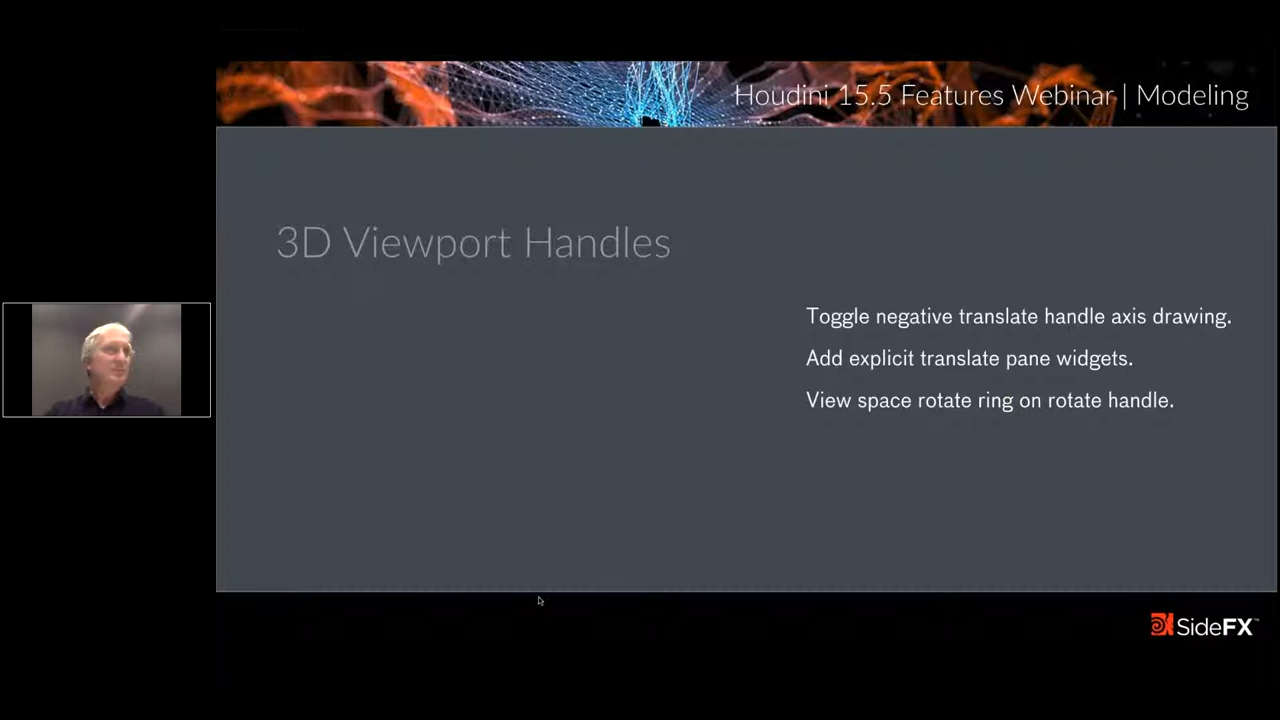 Houdini 15.5 Features Webinar | Modeling
3D Viewport Handles
Toggle negative translate handle axis drawing.
Add explicit translate pane widgets.
View space rotate ring on rotate handle.
SideFX™